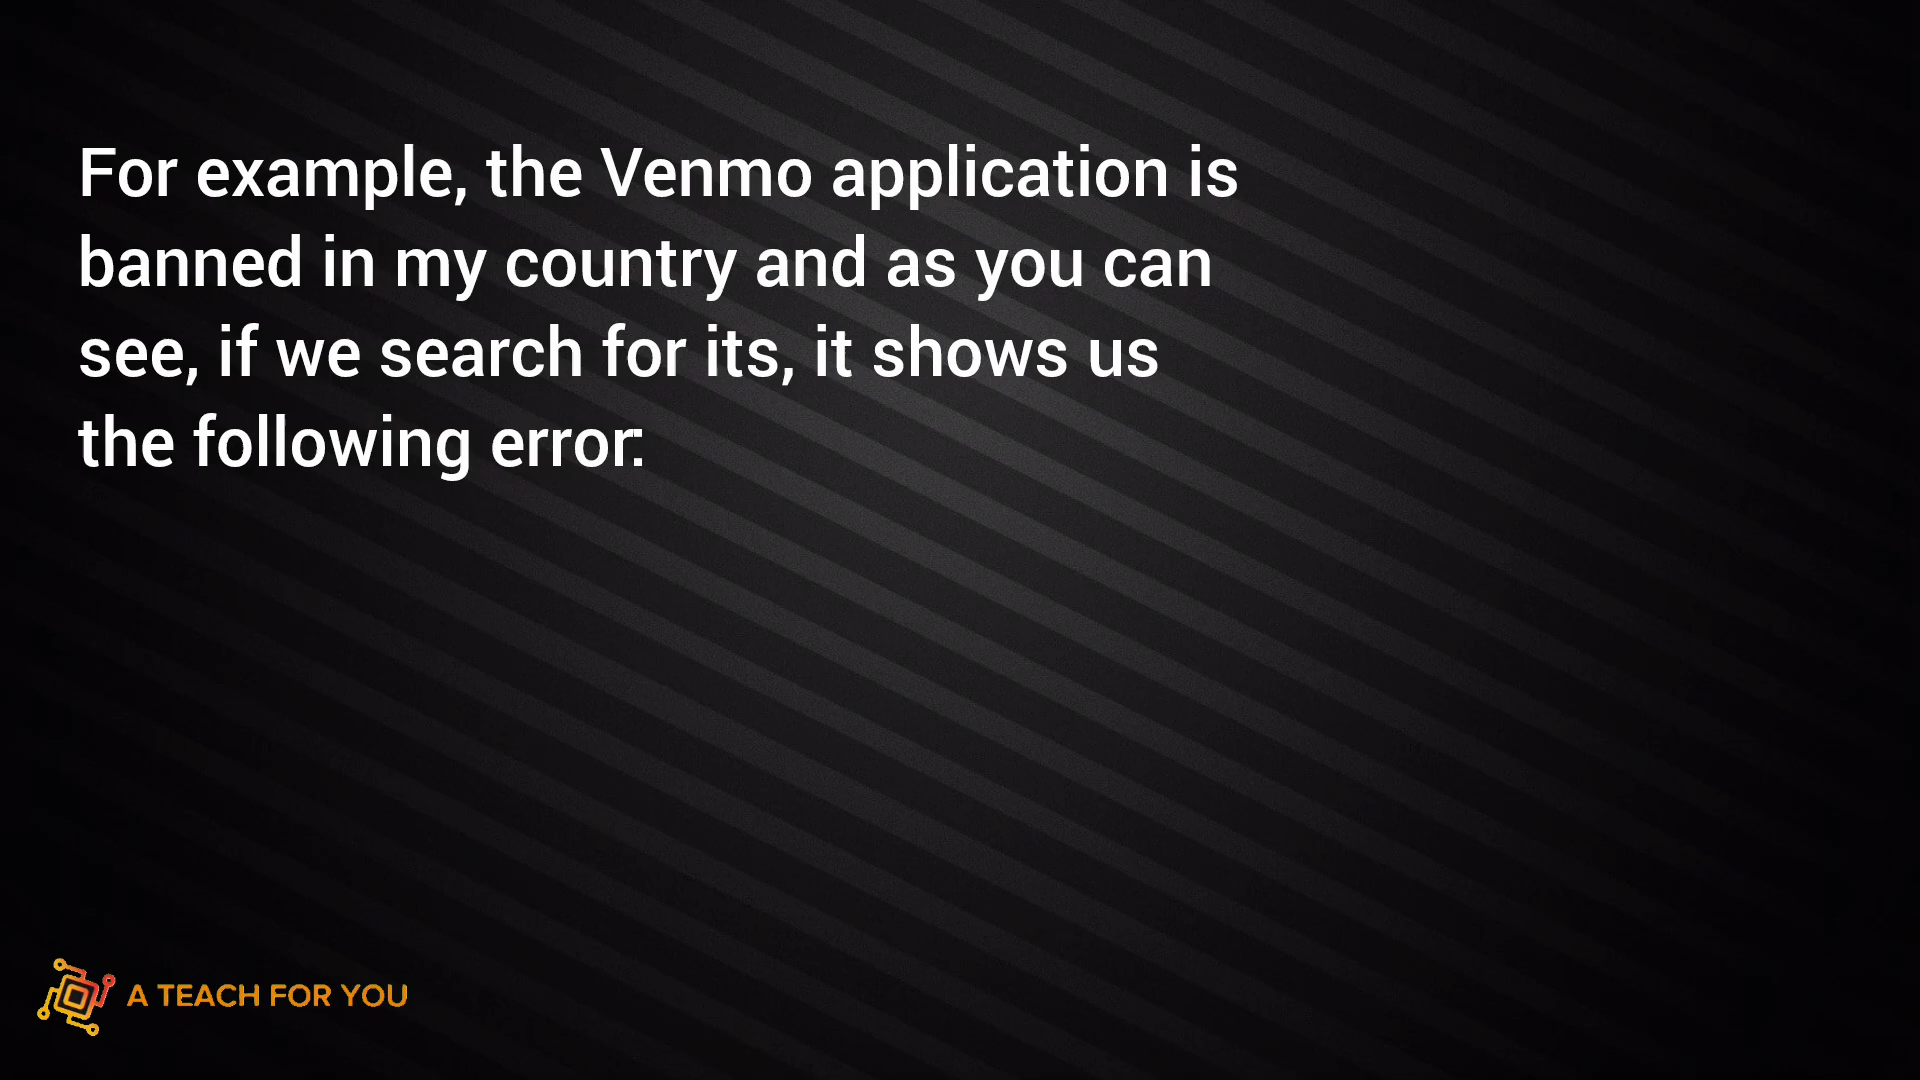 For example, the Venmo application is
banned in my country and as you can
see, if we search for its, it shows us
the following error:
A TEACH FOR YOU